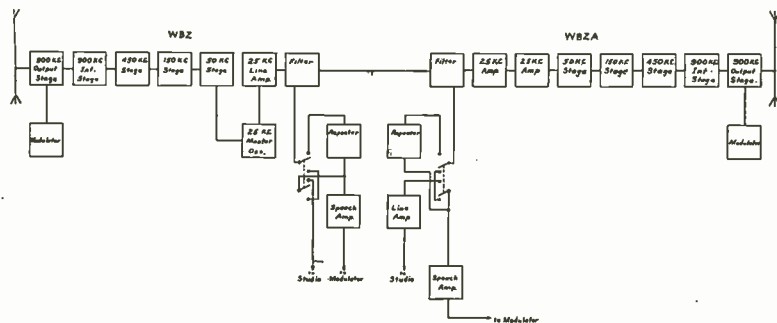 WBZ
WBZA
900 KC
Output
Stage
900 KC
Int.
Stage
450 KC
Stage
150 KC
Stage
50 KC
Stage
25 KC
Line
Amp.
Filter
Filter
25 KC
Amp
25 KC
Amp
50 KC
Stage
150 KC
Stage
450 KC
Stage
900 KC
Int.
Stage
900 KC
Output
Stage.
Modulator
25 KC
Master
Osc.
Repeater
Repeater
Modulator
Speech
Amp.
Line
Amp
to
Studio
to
Modulator
to
Studio
Speech
Amp.
to Modulator